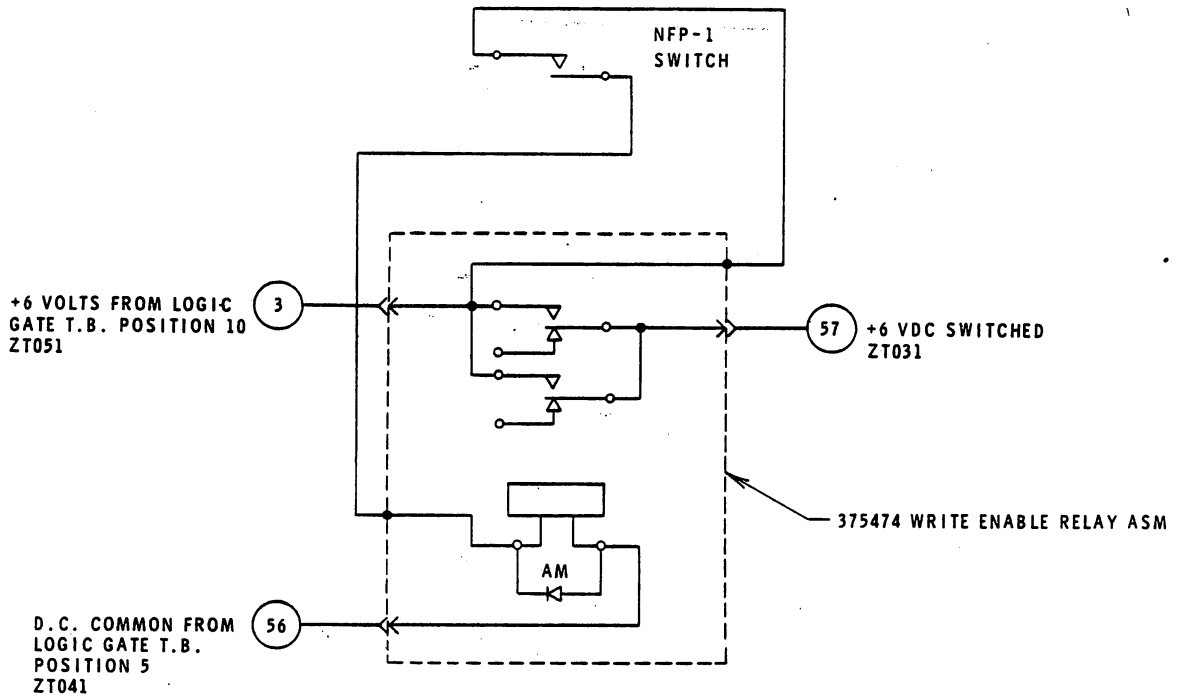 NFP-1
SWITCH
+6 VOLTS FROM LOGIC
GATE T.B. POSITION 10
ZT051
3
57
+6 VDC SWITCHED
ZT031
375474 WRITE ENABLE RELAY ASM
AM
D.C. COMMON FROM
LOGIC GATE T.B.
POSITION 5
ZT041
56